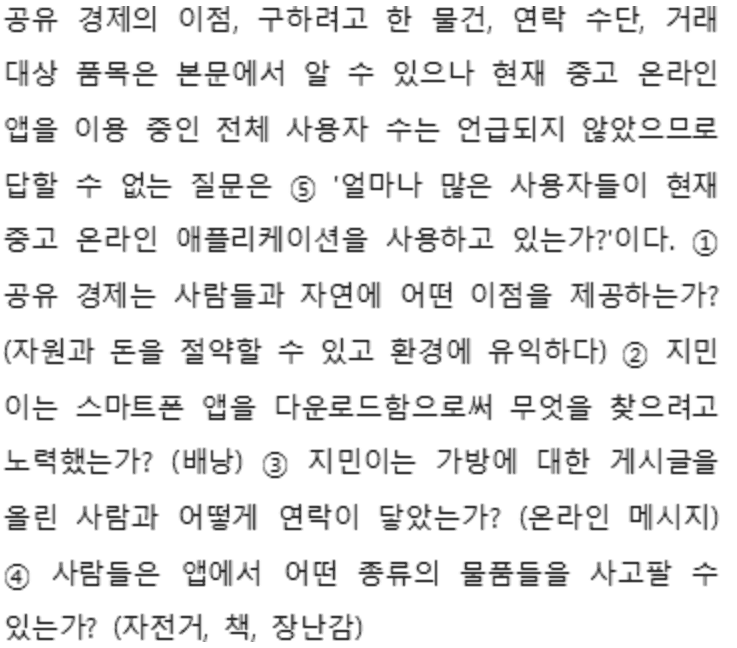 공유 경제의 이점, 구하려고 한 물건, 연락 수단, 거래
대상 품목은 본문에서 알 수 있으나 현재 중고 온라인
앱을 이용 중인 전체 사용자 수는 언급되지 않았으므로
답할 수 없는 질문은 ⑤ '얼마나 많은 사용자들이 현재
중고 온라인 애플리케이션을 사용하고 있는가?'이다. ①
공유 경제는 사람들과 자연에 어떤 이점을 제공하는가?
(자원과 돈을 절약할 수 있고 환경에 유익하다) ② 지민
이는 스마트폰 앱을 다운로드함으로써 무엇을 찾으려고
노력했는가? (배낭) ③ 지민이는 가방에 대한 게시글을
올린 사람과 어떻게 연락이 닿았는가? (온라인 메시지)
④ 사람들은 앱에서 어떤 종류의 물품들을 사고팔 수
있는가? (자전거, 책, 장난감)